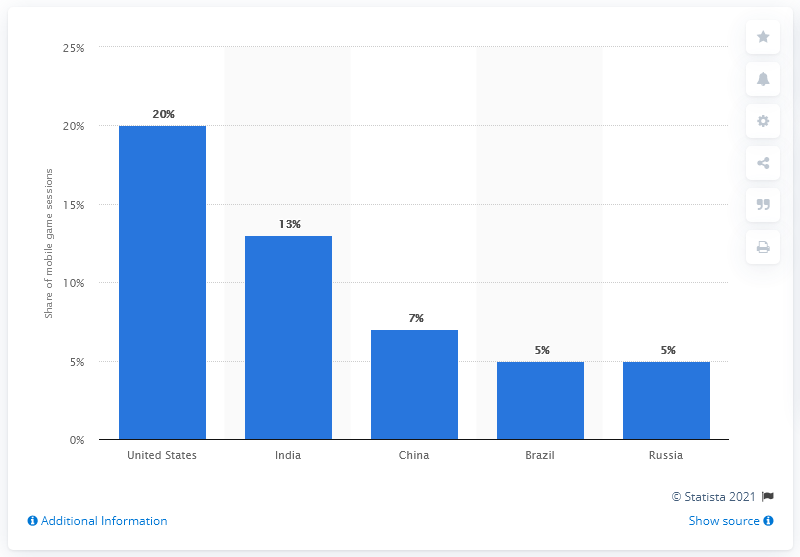 25%
20%
15%
10%
5%
0%
Share of mobile game sessions
20%
13%
7%
5%
5%
United States
India
China
Brazil
Russia
© Statista 2021
Additional Information
Show source